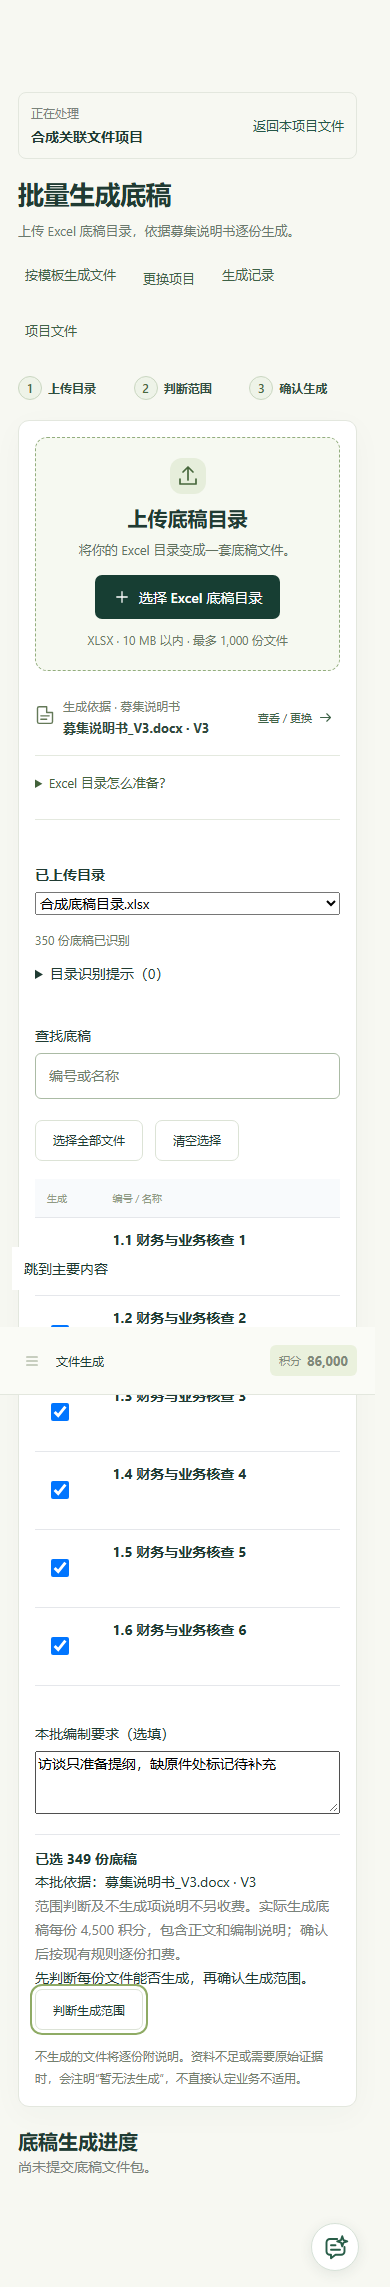 正在处理
合成关联文件项目
返回本项目文件
批量生成底稿
上传 Excel 底稿目录，依据募集说明书逐份生成。
按模板生成文件
更换项目
生成记录
项目文件
1 上传目录
2 判断范围
3 确认生成
上传底稿目录
将你的 Excel 目录变成一套底稿文件。
选择 Excel 底稿目录
XLSX · 10 MB 以内 · 最多 1,000 份文件
生成依据 · 募集说明书
募集说明书_V3.docx · V3
查看 / 更换 →
Excel 目录怎么准备？
已上传目录
合成底稿目录.xlsx
350 份底稿已识别
目录识别提示（0）
查找底稿
编号或名称
选择全部文件
清空选择
生成
编号 / 名称
1.1 财务与业务核查 1
跳到主要内容
1.2 财务与业务核查 2
文件生成
积分 86,000
1.3 财务与业务核查 3
1.4 财务与业务核查 4
1.5 财务与业务核查 5
1.6 财务与业务核查 6
本批编制要求（选填）
访谈只准备提纲，缺原件处标记待补充
已选 349 份底稿
本批依据：募集说明书_V3.docx · V3
范围判断及不生成项说明不另收费。实际生成底
稿每份 4,500 积分，包含正文和编制说明；确认
后按现有规则逐份扣费。
先判断每份文件能否生成，再确认生成范围。
判断生成范围
不生成的文件将逐份附说明。资料不足或需要原始证据
时，会注明“暂无法生成”，不直接认定业务不适用。
底稿生成进度
尚未提交底稿文件包。